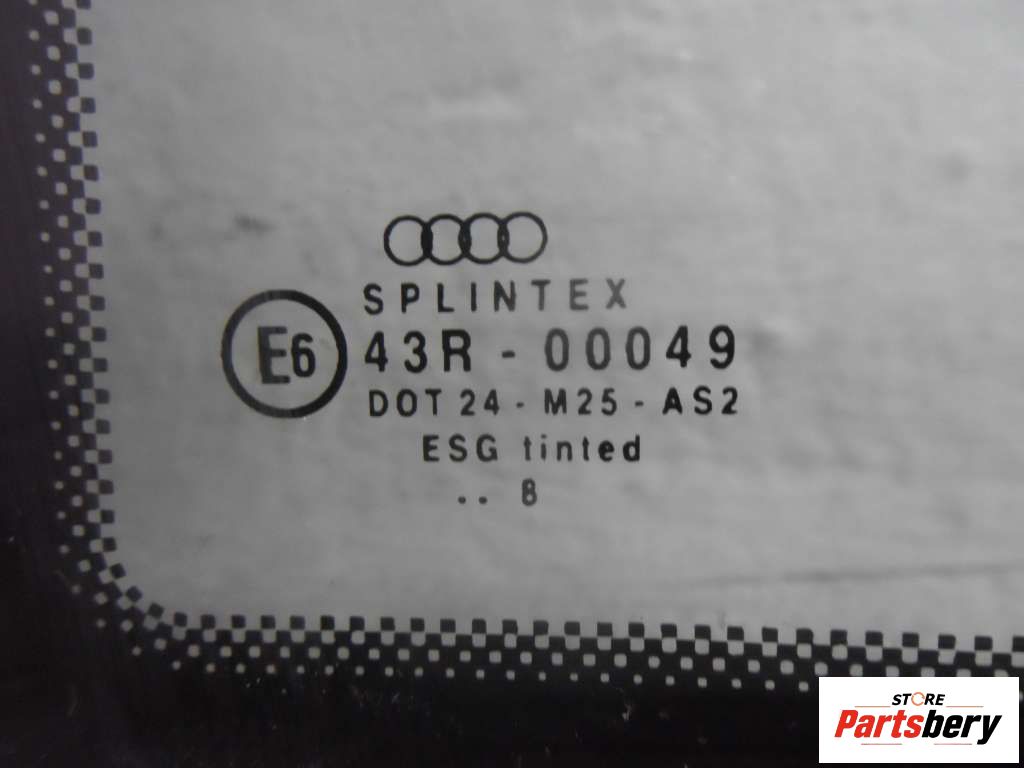 SPLINTEX
E6 43R - 00049
DOT 24 - M25 - AS2
ESG tinted
.. 8
STORE
Partsbery